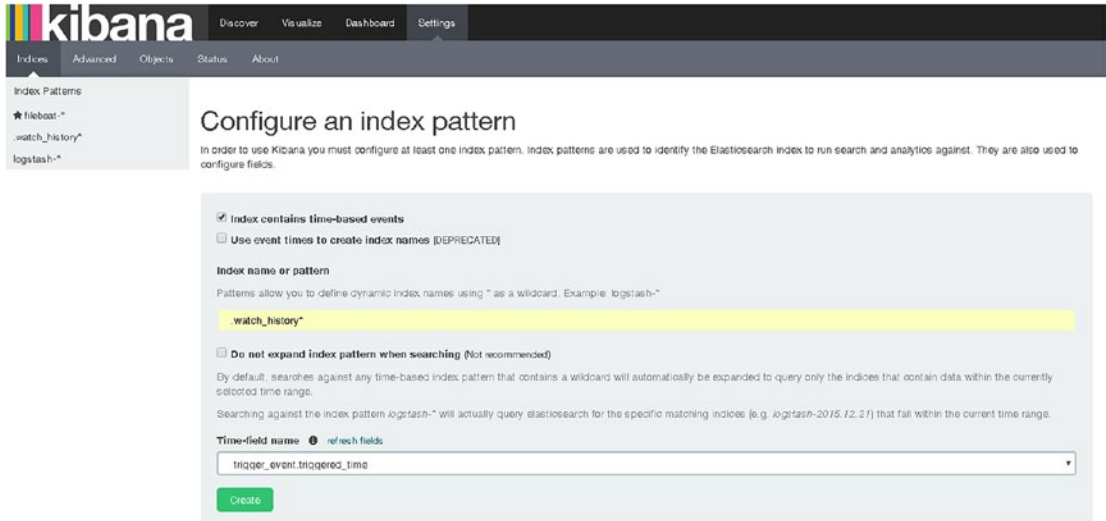 kibana
Discover Visualize Dashboard Settings
Indices Advanced Objects Status About
Index Patterns
filebeat-*
.watch_history*
logstash-*
Configure an index pattern
In order to use Kibana you must configure at least one index pattern. Index patterns are used to identify the Elasticsearch index to run search and analytics against. They are also used to
configure fields.
Index contains time-based events
Use event times to create index names [DEPRECATED]
Index name or pattern
Patterns allow you to define dynamic index names using * as a wildcard. Example: logstash-*
.watch_history*
Do not expand index pattern when searching (Not recommended)
By default, searches against any time-based index pattern that contains a wildcard will automatically be expanded to query only the indices that contain data within the currently
selected time range.
Searching against the index pattern logstash-* will actually query elasticsearch for the specific matching indices (e.g. logstash-2015.12.21) that fall within the current time range.
Time-field name refresh fields
trigger_event.triggered_time
Create